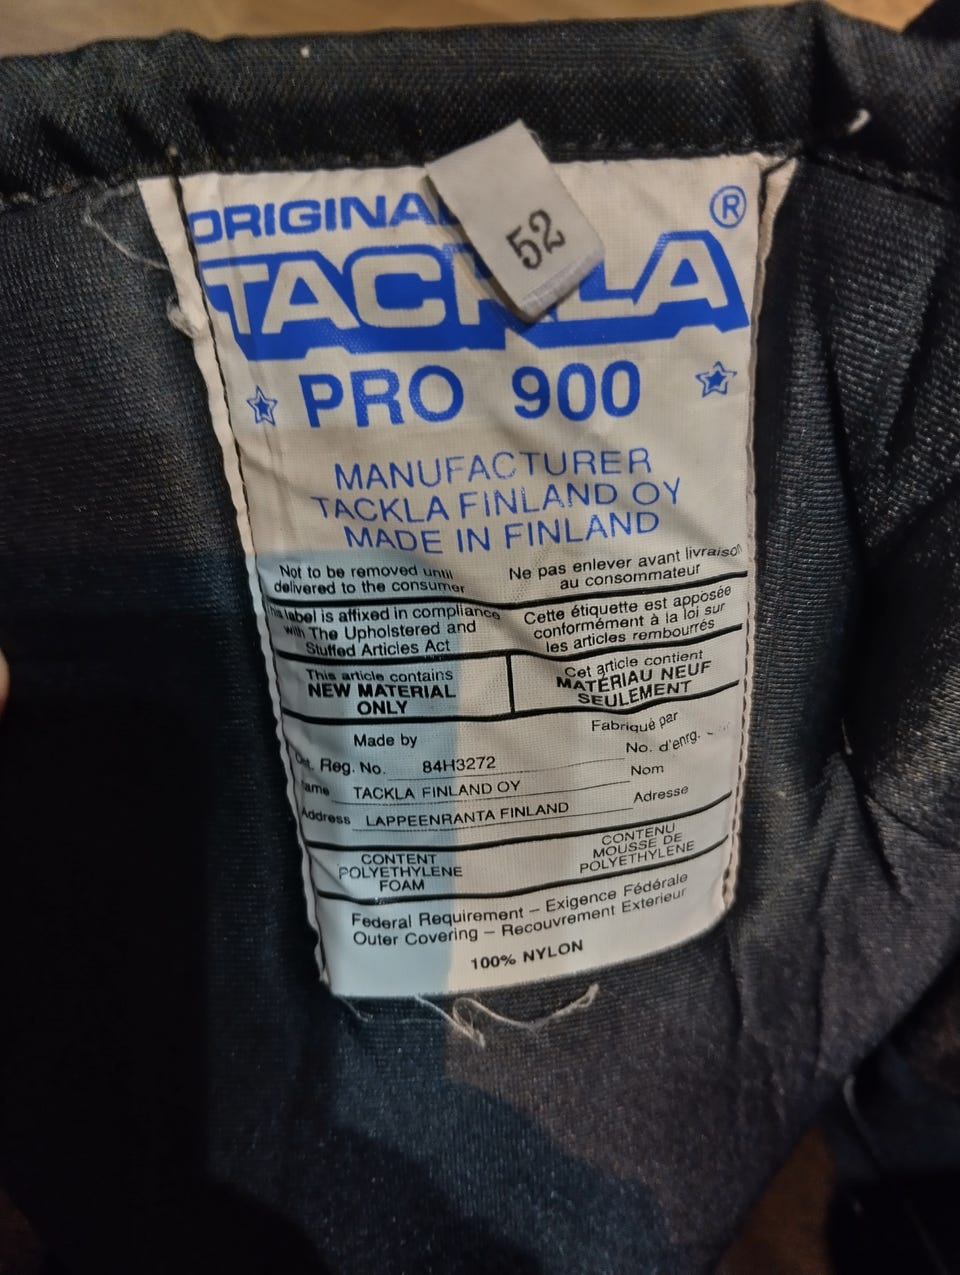 ORIGINAL
®
52
TACKLA
PRO 900
MANUFACTURER
TACKLA FINLAND OY
MADE IN FINLAND
Not to be removed until
delivered to the consumer
Ne pas enlever avant livraison
au consommateur
label is affixed in compliance
with The Upholstered and
Stuffed Articles Act
Cette étiquette est apposée
conformément à la loi sur
les articles rembourrés
This article contains
NEW MATERIAL
ONLY
Cet article contient
MATÉRIAU NEUF
SEULEMENT
Made by
Fabriqué par
Reg. No. 84H3272 No. d'enrg.
TACKLA FINLAND OY Nom
Address LAPPEENRANTA FINLAND Adresse
CONTENT
POLYETHYLENE
FOAM
CONTENU
MOUSSE DE
POLYETHYLENE
Federal Requirement – Exigence Fédérale
Outer Covering – Recouvrement Exterieur
100% NYLON